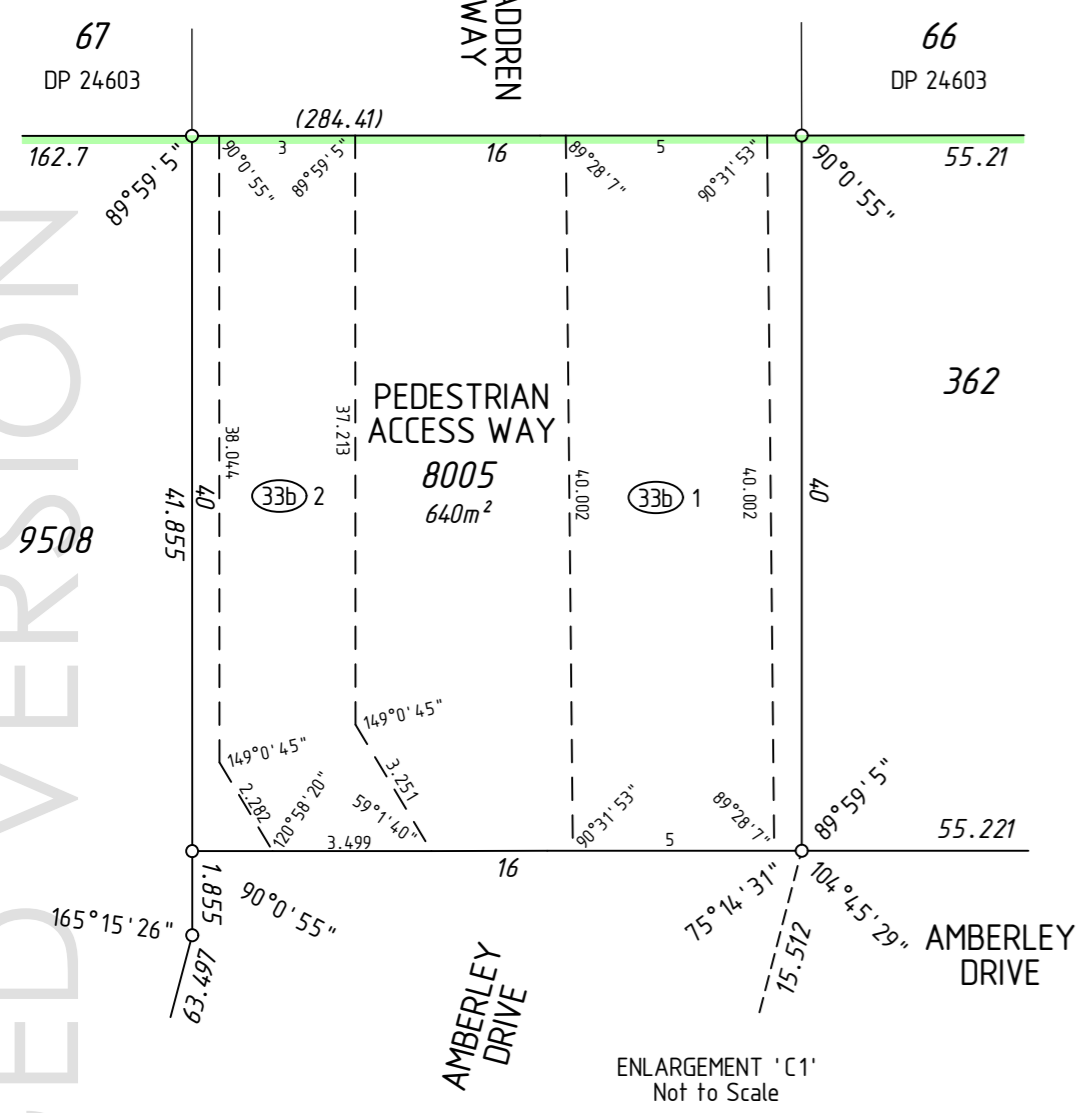 67
DP 24603
ADDREN
WAY
66
DP 24603
(284.41)
162.7
3
16
5
55.21
89°59'5"
90°0'55"
89°59'5"
89°28'7"
90°31'53"
90°0'55"
362
PEDESTRIAN
ACCESS WAY
8005
640m²
38.044
37.213
33b 2
33b 1
40.002
40.002
40
40
41.855
9508
149°0'45"
149°0'45"
2.282
120°58'20"
3.251
59°1'40"
3.499
90°31'53"
5
89°28'7"
89°59'5"
55.221
16
1.855
90°0'55"
165°15'26"
63.497
75°14'31"
104°45'29"
15.512
AMBERLEY
DRIVE
AMBERLEY
DRIVE
ENLARGEMENT 'C1'
Not to Scale
ED VERSION